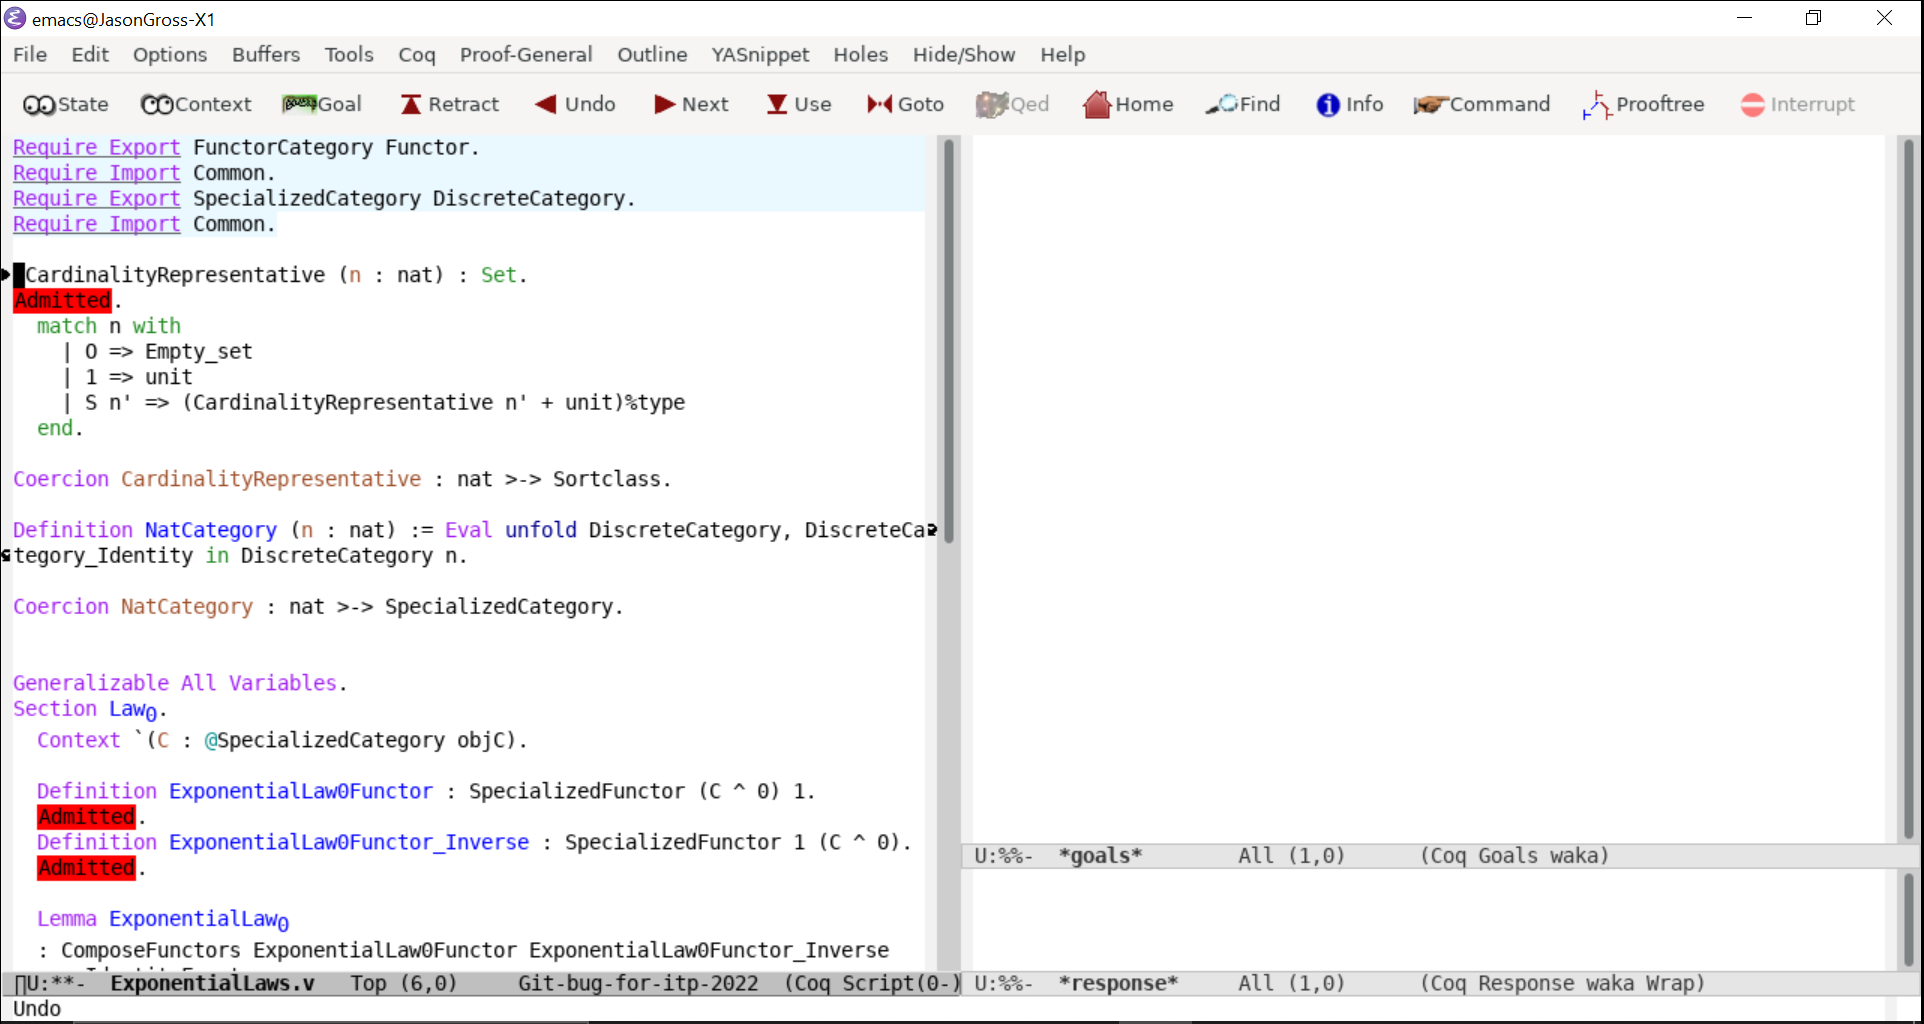 emacs@JasonGross-X1
File Edit Options Buffers Tools Coq Proof-General Outline YASnippet Holes Hide/Show Help
State Context Goal Retract Undo Next Use Goto Qed Home Find Info Command Prooftree Interrupt
Require Export FunctorCategory Functor.
Require Import Common.
Require Export SpecializedCategory DiscreteCategory.
Require Import Common.
CardinalityRepresentative (n : nat) : Set.
Admitted.
  match n with
    | O => Empty_set
    | 1 => unit
    | S n' => (CardinalityRepresentative n' + unit)%type
  end.
Coercion CardinalityRepresentative : nat >-> Sortclass.
Definition NatCategory (n : nat) := Eval unfold DiscreteCategory, DiscreteCa
tegory_Identity in DiscreteCategory n.
Coercion NatCategory : nat >-> SpecializedCategory.
Generalizable All Variables.
Section Law₀.
  Context `(C : @SpecializedCategory objC).
  Definition ExponentialLaw0Functor : SpecializedFunctor (C ^ 0) 1.
  Admitted.
  Definition ExponentialLaw0Functor_Inverse : SpecializedFunctor 1 (C ^ 0).
  Admitted.
  Lemma ExponentialLaw₀
  : ComposeFunctors ExponentialLaw0Functor ExponentialLaw0Functor_Inverse
U:**-  ExponentialLaws.v   Top (6,0)     Git-bug-for-itp-2022  (Coq Script(0-)
Undo
U:%%-  *goals*        All (1,0)      (Coq Goals waka)
U:%%-  *response*     All (1,0)      (Coq Response waka Wrap)